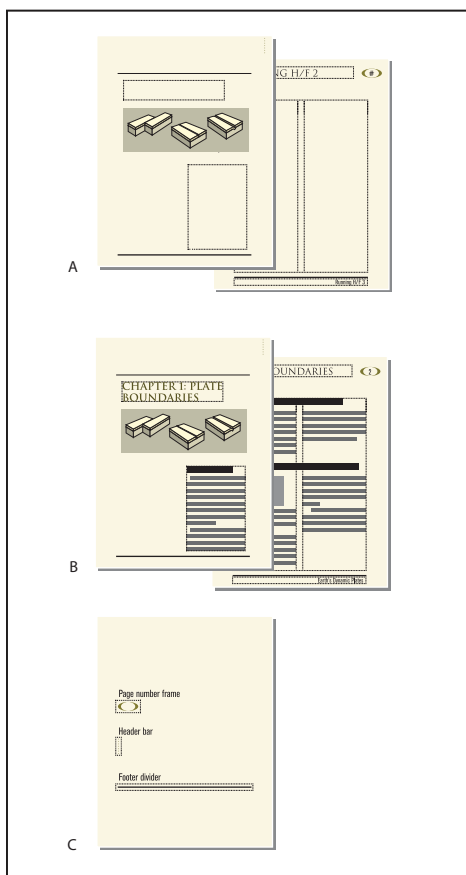 NG H/F 2
#
Running H/F 3
A
CHAPTER 1: PLATE
BOUNDARIES
OUNDARIES
2
Earth's Dynamic Plates
B
Page number frame
Header bar
Footer divider
C